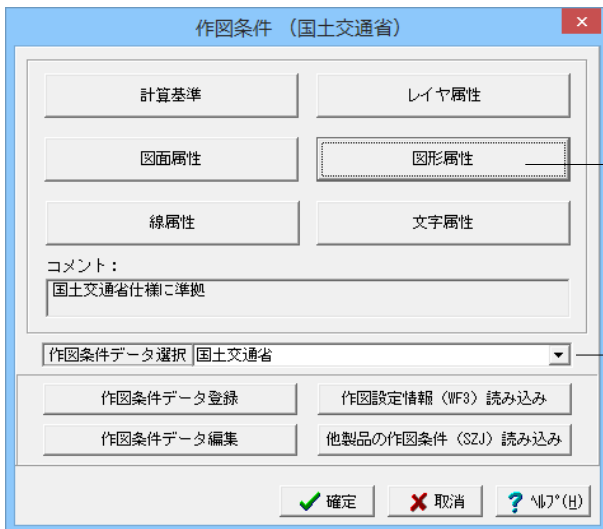 作図条件 (国土交通省)
計算基準 レイヤ属性
図面属性 図形属性
線属性 文字属性
コメント：
国土交通省仕様に準拠
作図条件データ選択 国土交通省
作図条件データ登録 作図設定情報 (WF3) 読み込み
作図条件データ編集 他製品の作図条件 (SZJ) 読み込み
確定 取消 ヘルプ(H)